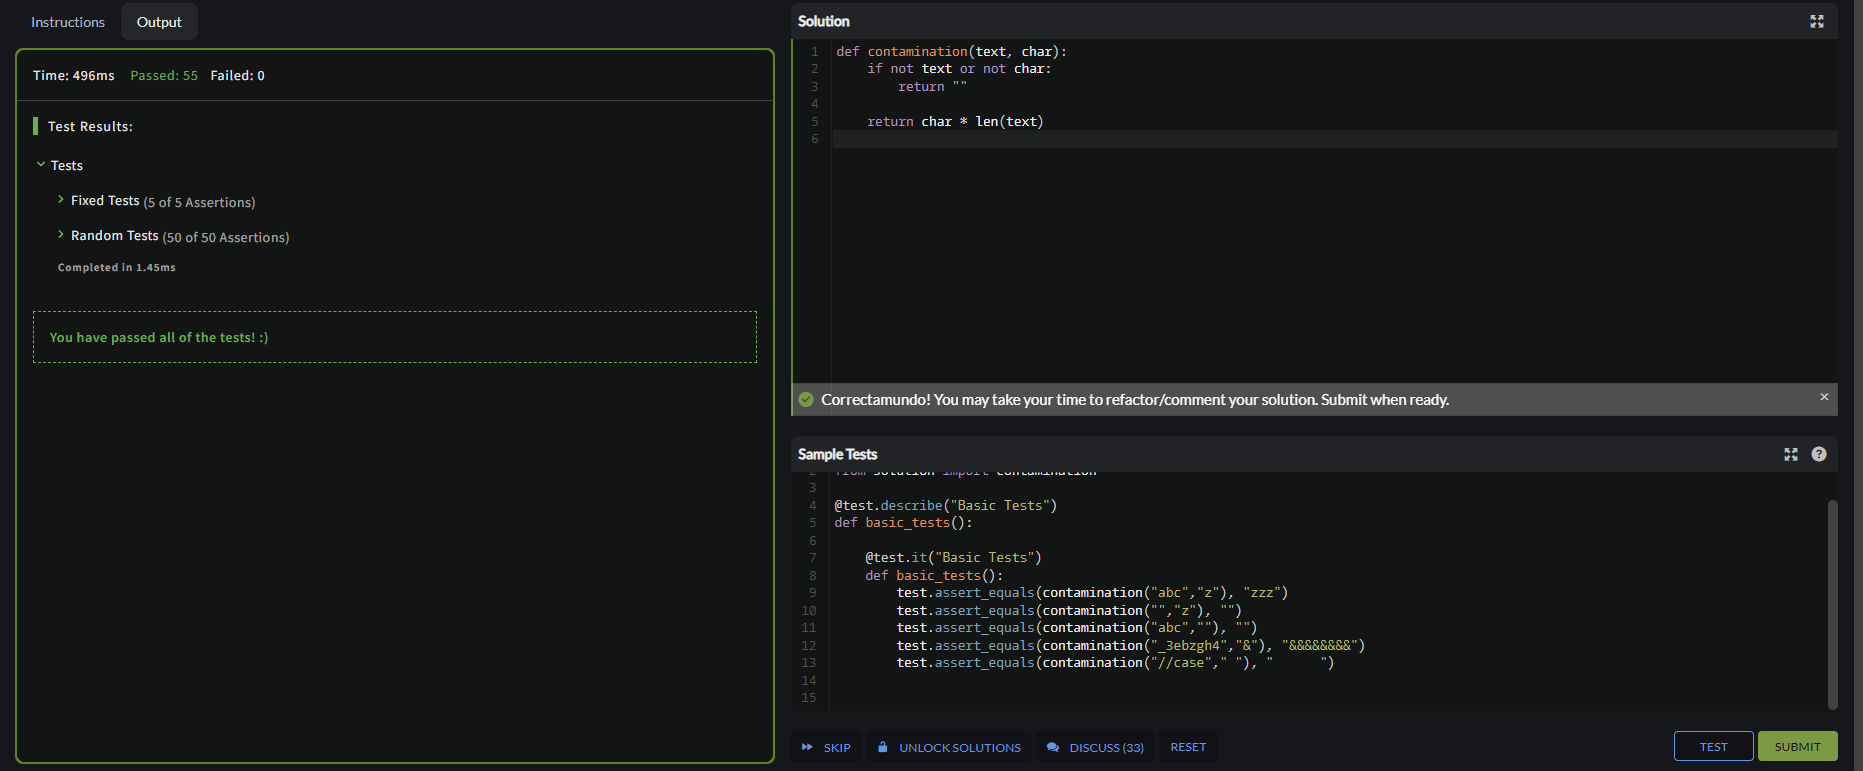 Instructions
Output
Time: 496ms Passed: 55 Failed: 0
Test Results:
Tests
Fixed Tests (5 of 5 Assertions)
Random Tests (50 of 50 Assertions)
Completed in 1.45ms
You have passed all of the tests! :)
Solution
1 def contamination(text, char):
2     if not text or not char:
3         return ""
4
5     return char * len(text)
6
Correctamundo! You may take your time to refactor/comment your solution. Submit when ready.
×
Sample Tests
?
2 from solution import contamination
3
4 @test.describe("Basic Tests")
5 def basic_tests():
6
7     @test.it("Basic Tests")
8     def basic_tests():
9         test.assert_equals(contamination("abc","z"), "zzz")
10         test.assert_equals(contamination("","z"), "")
11         test.assert_equals(contamination("abc",""), "")
12         test.assert_equals(contamination("_3ebzgh4","&"), "&&&&&&&&")
13         test.assert_equals(contamination("//case"," "), "      ")
14
15
SKIP
UNLOCK SOLUTIONS
DISCUSS (33)
RESET
TEST
SUBMIT